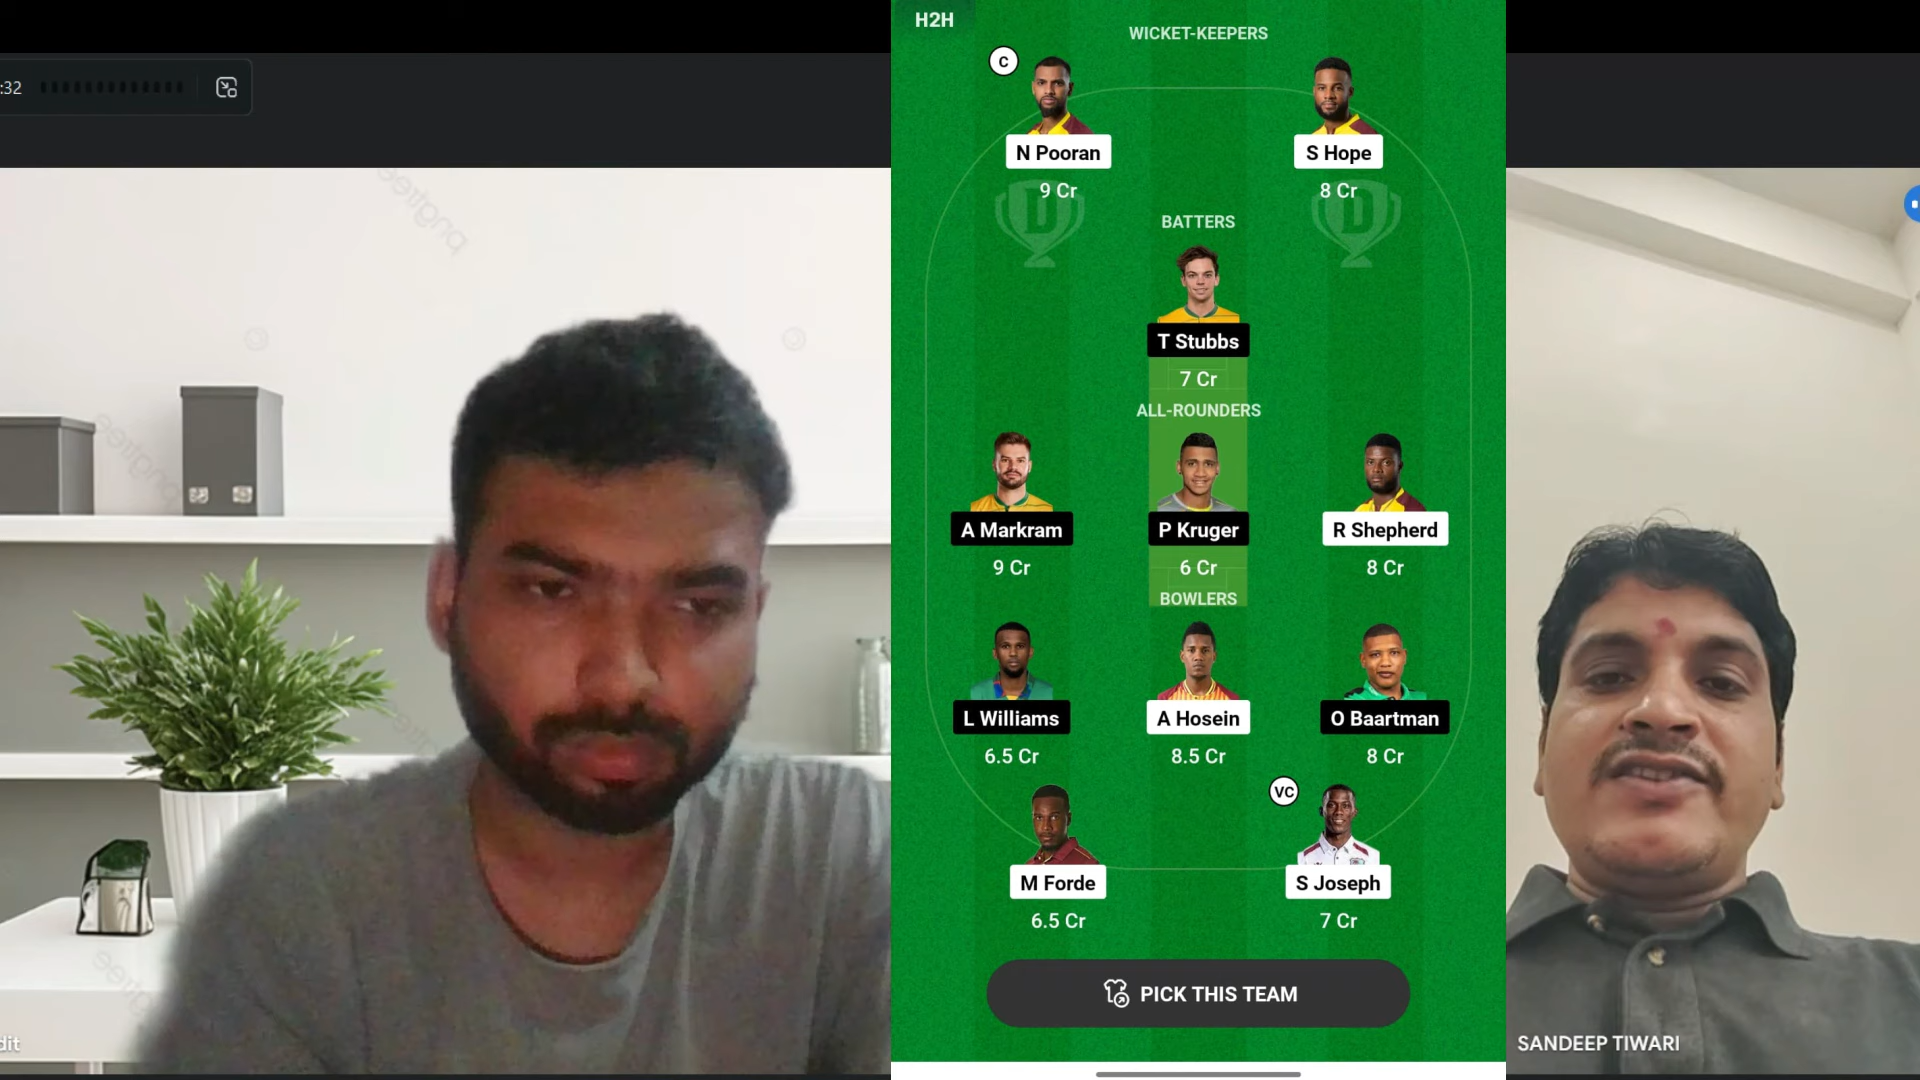 :32
H2H
WICKET-KEEPERS
C
N Pooran
S Hope
9 Cr
8 Cr
BATTERS
T Stubbs
7 Cr
ALL-ROUNDERS
A Markram
P Kruger
R Shepherd
9 Cr
6 Cr
8 Cr
BOWLERS
L Williams
A Hosein
O Baartman
6.5 Cr
8.5 Cr
8 Cr
VC
M Forde
S Joseph
6.5 Cr
7 Cr
PICK THIS TEAM
dit
SANDEEP TIWARI
pngtree